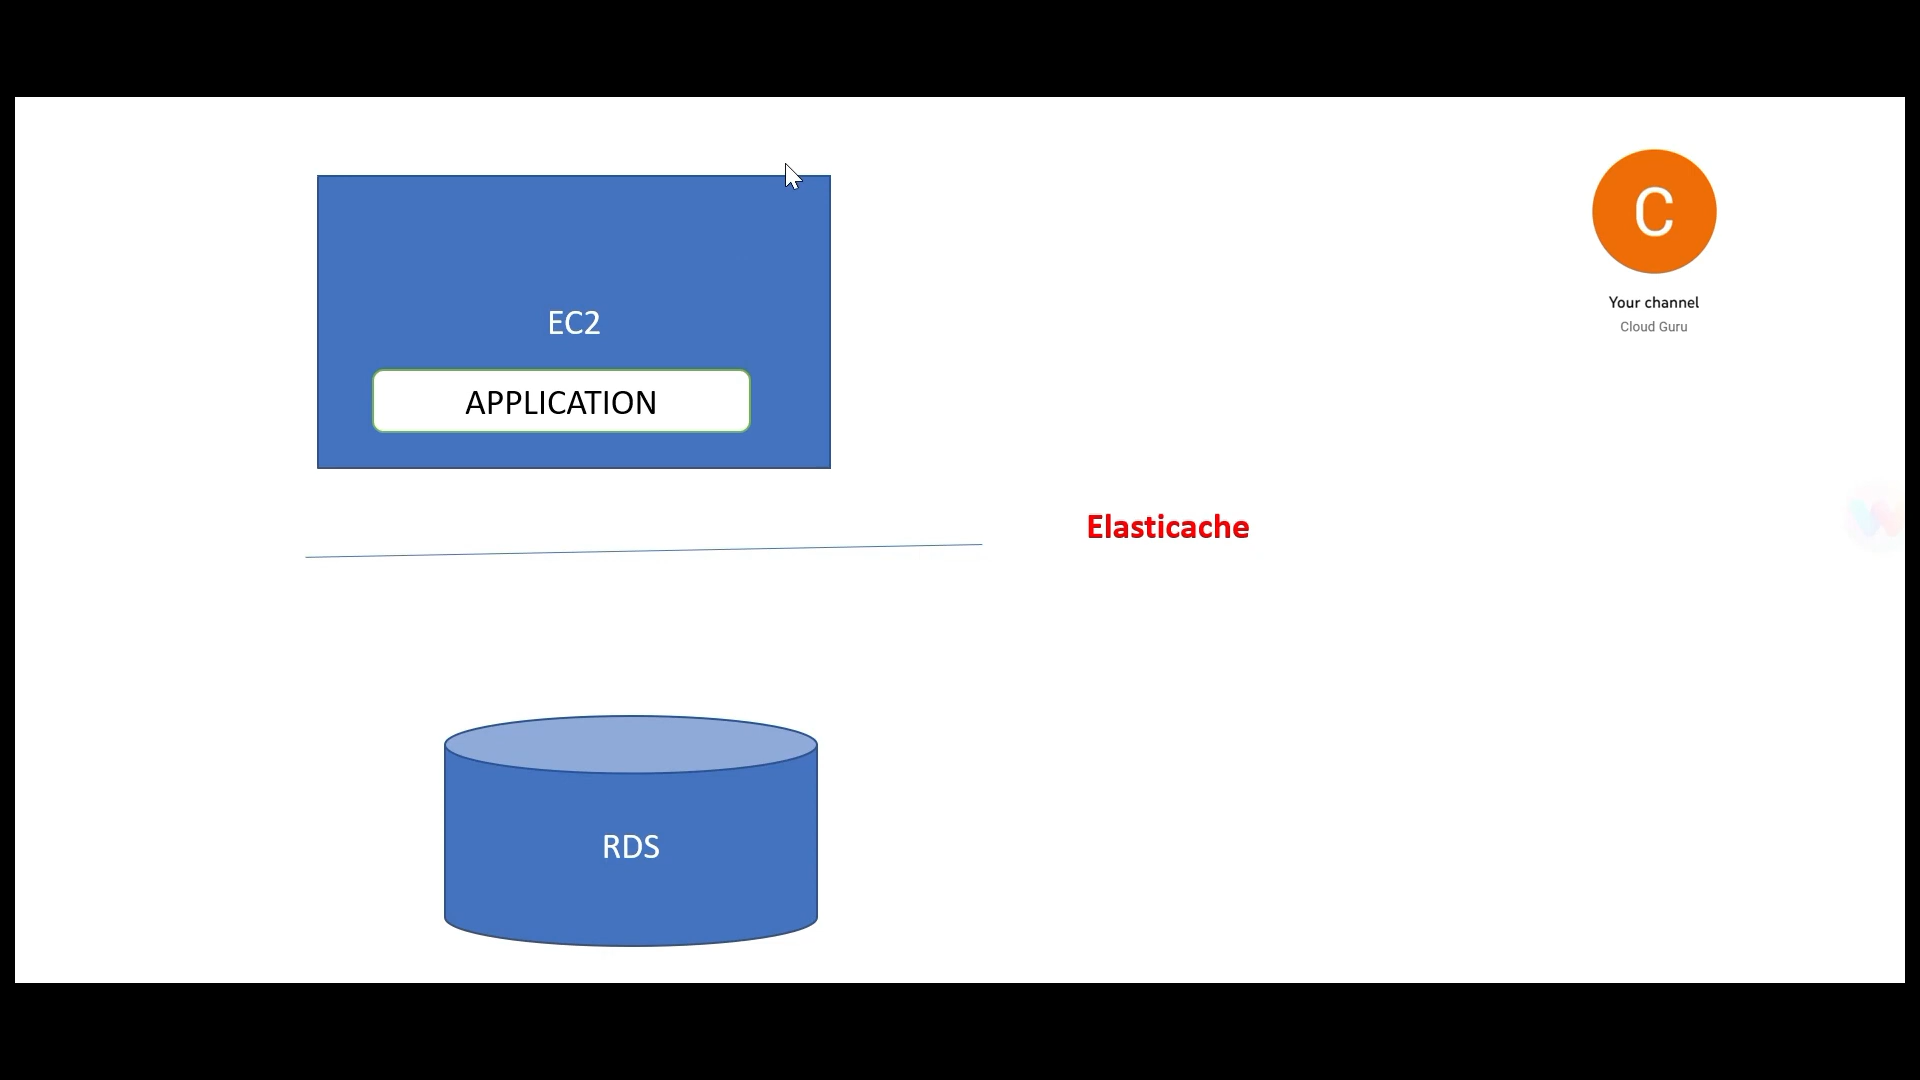 EC2
APPLICATION
Elasticache
RDS
C
Your channel
Cloud Guru